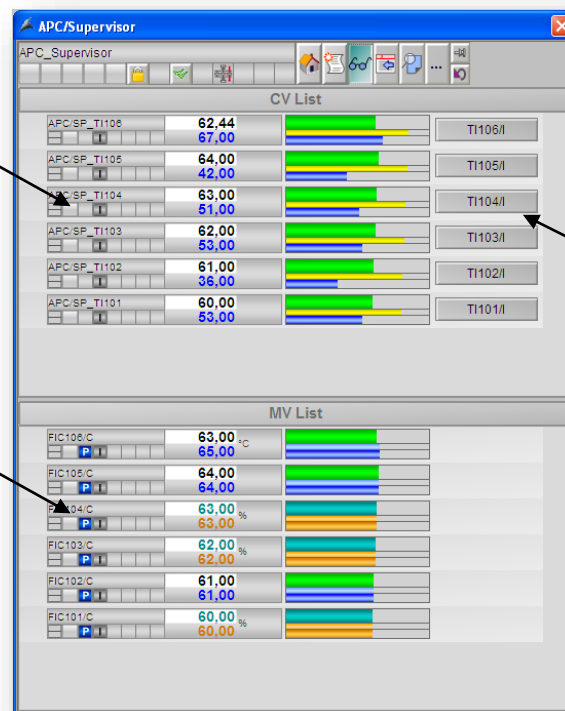 APC/Supervisor
APC_Supervisor
...
CV List
APC/SP_TI106 62,44 TI106/I
I 67,00
APC/SP_TI105 64,00 TI105/I
I 42,00
APC/SP_TI104 63,00 TI104/I
I 51,00
APC/SP_TI103 62,00 TI103/I
I 53,00
APC/SP_TI102 61,00 TI102/I
I 36,00
APC/SP_TI101 60,00 TI101/I
I 53,00
MV List
FIC106/C 63,00 °C
P I 65,00
FIC105/C 64,00
P I 64,00
FIC104/C 63,00 %
P I 63,00
FIC103/C 62,00 %
P I 62,00
FIC102/C 61,00
P I 61,00
FIC101/C 60,00 %
P I 60,00